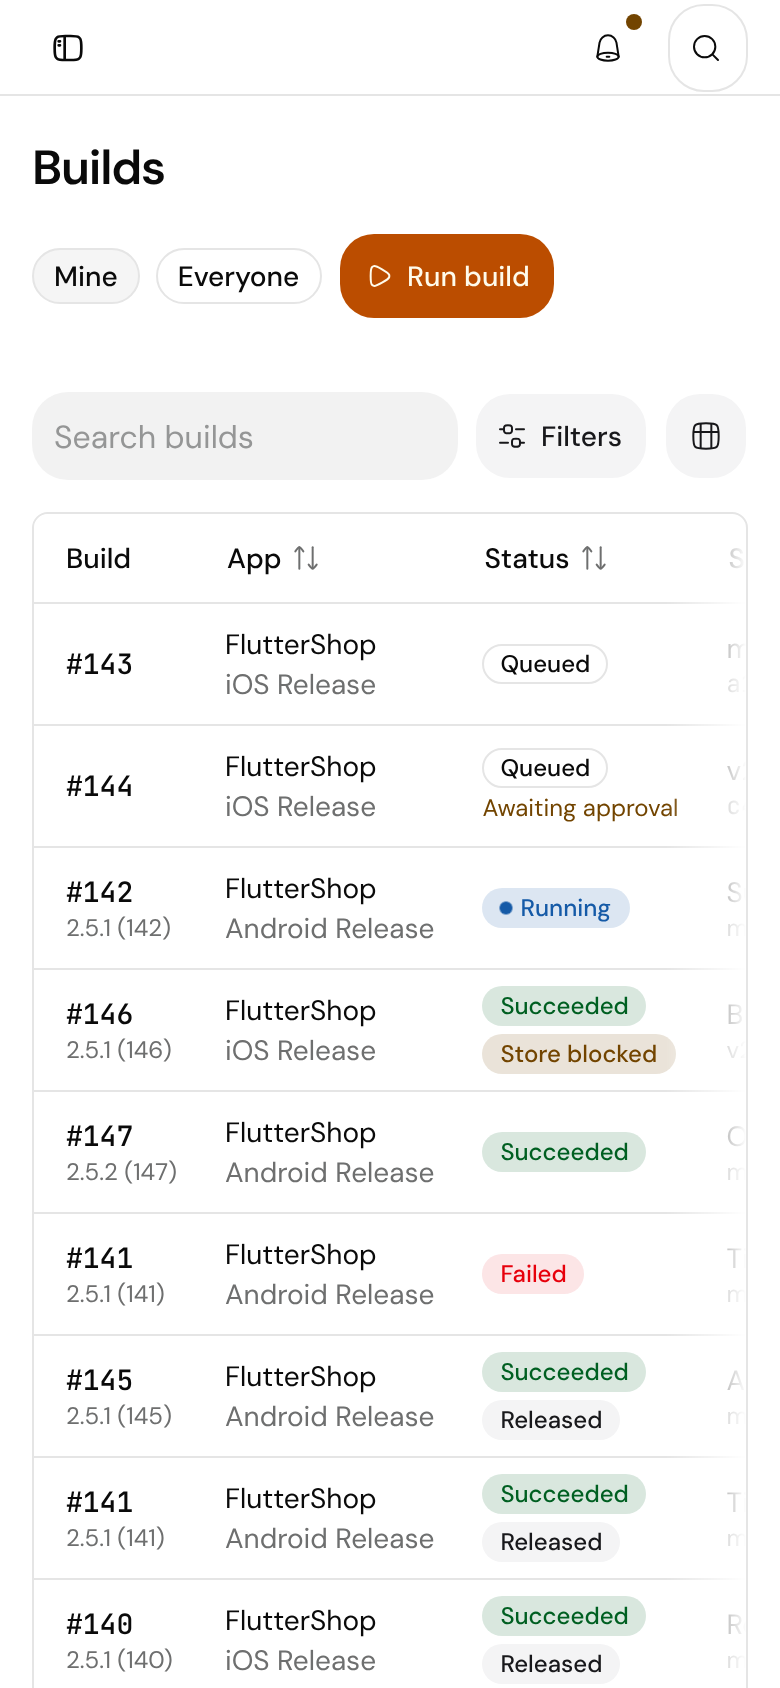 Builds
Mine
Everyone
Run build
Search builds
Filters
Build
App
Status
#143
FlutterShop
iOS Release
Queued
#144
FlutterShop
iOS Release
Queued
Awaiting approval
#142
2.5.1 (142)
FlutterShop
Android Release
Running
#146
2.5.1 (146)
FlutterShop
iOS Release
Succeeded
Store blocked
#147
2.5.2 (147)
FlutterShop
Android Release
Succeeded
#141
2.5.1 (141)
FlutterShop
Android Release
Failed
#145
2.5.1 (145)
FlutterShop
Android Release
Succeeded
Released
#141
2.5.1 (141)
FlutterShop
Android Release
Succeeded
Released
#140
2.5.1 (140)
FlutterShop
iOS Release
Succeeded
Released